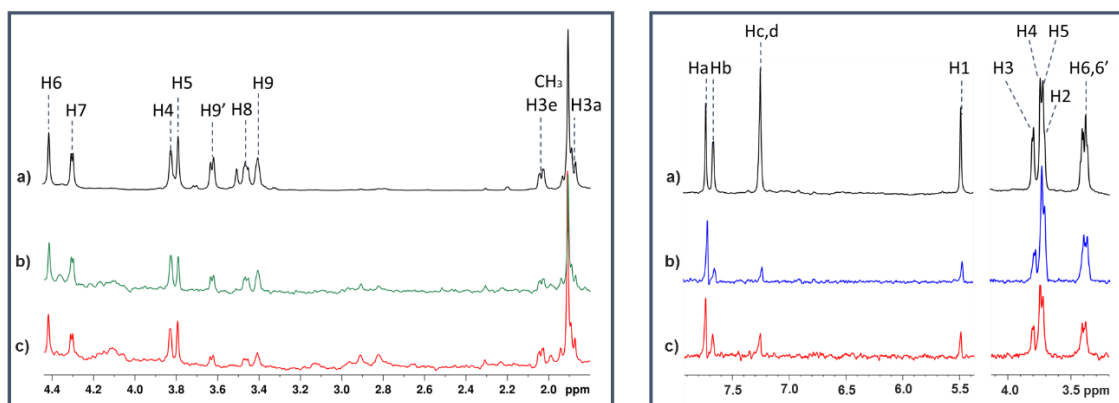 H6
H7
H4
H5
H9’
H8
H9
CH₃
H3e
H3a
a)
b)
c)
4.4 4.2 4.0 3.8 3.6 3.4 3.2 3.0 2.8 2.6 2.4 2.2 2.0 ppm
Ha
Hb
Hc,d
H1
H3
H4
H5
H2
H6,6’
a)
b)
c)
7.5 7.0 6.5 6.0 5.5 4.0 3.5 ppm